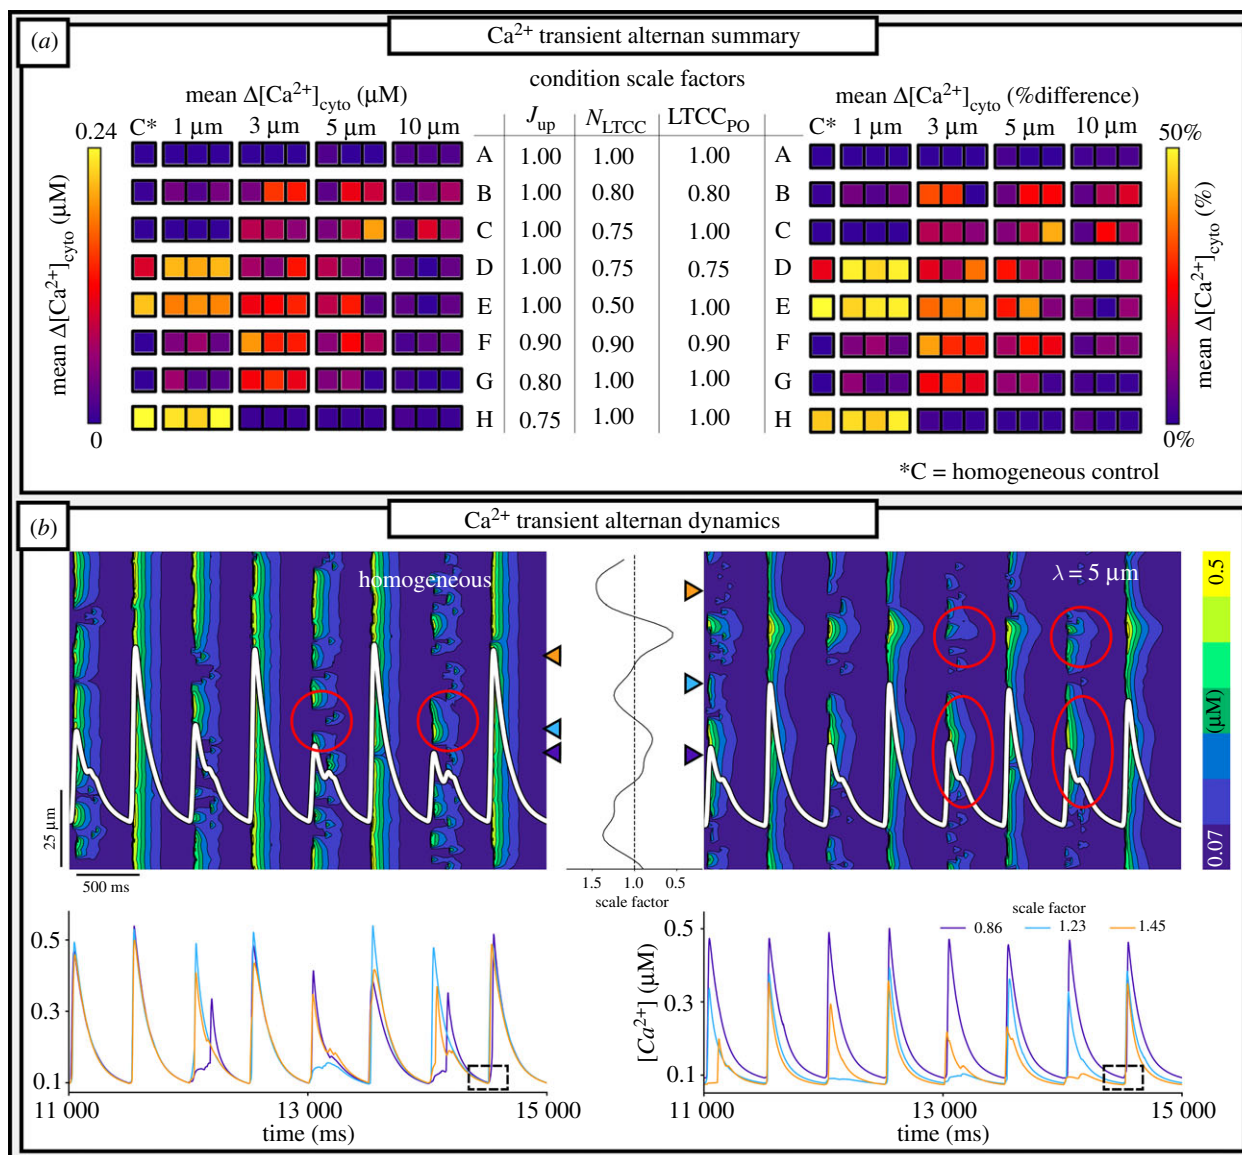 (a)
Ca²⁺ transient alternan summary
mean Δ[Ca²⁺]cyto (μM)
condition scale factors
mean Δ[Ca²⁺]cyto (%difference)
0.24
C* 1 μm 3 μm 5 μm 10 μm
Jup NLTCC LTCCPO
C* 1 μm 3 μm 5 μm 10 μm
50%
A 1.00 1.00 1.00 A
B 1.00 0.80 0.80 B
C 1.00 0.75 1.00 C
D 1.00 0.75 0.75 D
E 1.00 0.50 1.00 E
F 0.90 0.90 0.90 F
G 0.80 1.00 1.00 G
H 0.75 1.00 1.00 H
mean Δ[Ca²⁺]cyto (μM)
0
mean Δ[Ca²⁺]cyto (%)
0%
*C = homogeneous control
(b)
Ca²⁺ transient alternan dynamics
homogeneous
λ = 5 μm
0.5
(μM)
0.07
25 μm
500 ms
1.5 1.0 0.5
scale factor
0.5
0.3
0.1
11 000 13 000 15 000
time (ms)
scale factor
0.86 1.23 1.45
[Ca²⁺] (μM)
0.5
0.3
0.1
11 000 13 000 15 000
time (ms)